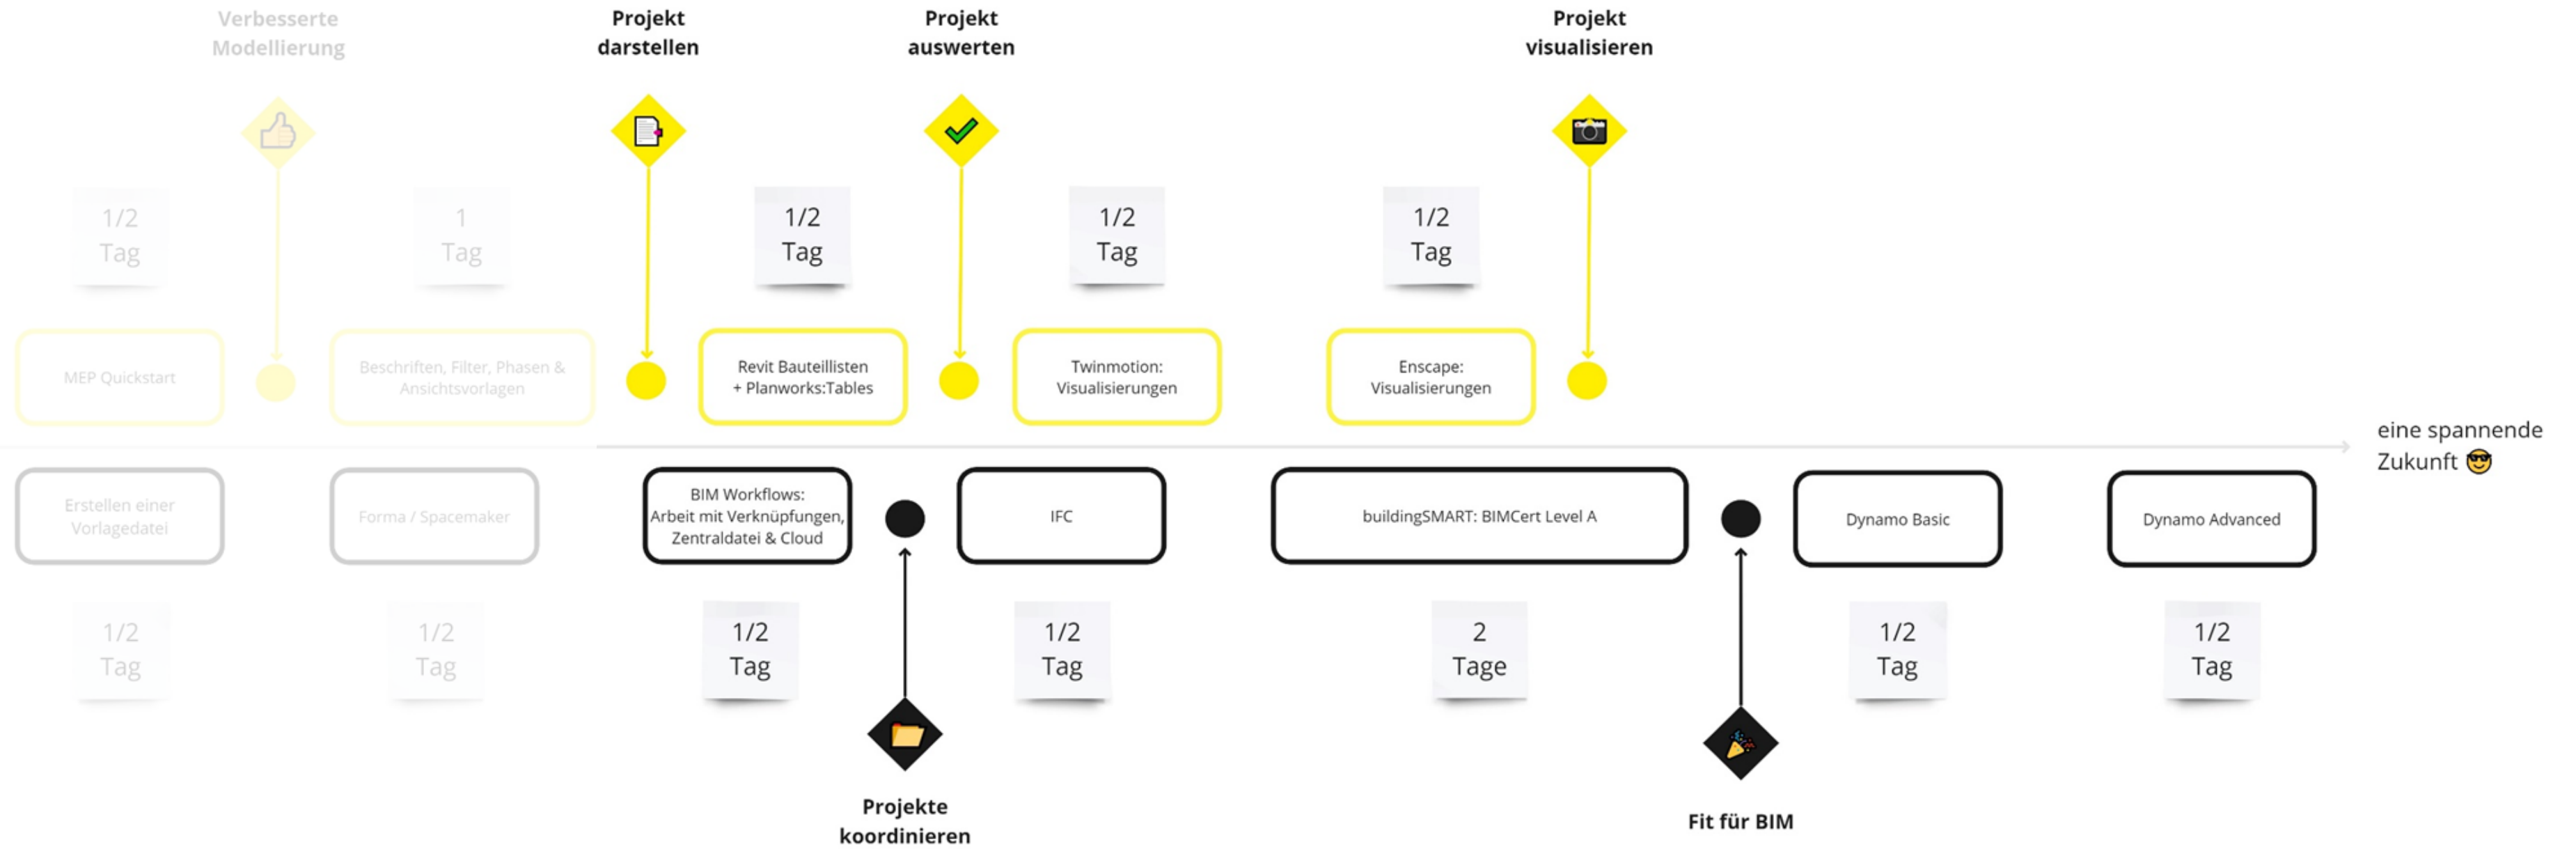 Verbesserte
Modellierung
Projekt
darstellen
Projekt
auswerten
Projekt
visualisieren
1/2
Tag
1
Tag
1/2
Tag
1/2
Tag
1/2
Tag
MEP Quickstart
Beschriften, Filter, Phasen &
Ansichtsvorlagen
Revit Bauteillisten
+ Planworks:Tables
Twinmotion:
Visualisierungen
Enscape:
Visualisierungen
eine spannende
Zukunft 😎
Erstellen einer
Vorlagedatei
Forma / Spacemaker
BIM Workflows:
Arbeit mit Verknüpfungen,
Zentraldatei & Cloud
IFC
buildingSMART: BIMCert Level A
Dynamo Basic
Dynamo Advanced
1/2
Tag
1/2
Tag
1/2
Tag
1/2
Tag
2
Tage
1/2
Tag
1/2
Tag
Projekte
koordinieren
Fit für BIM